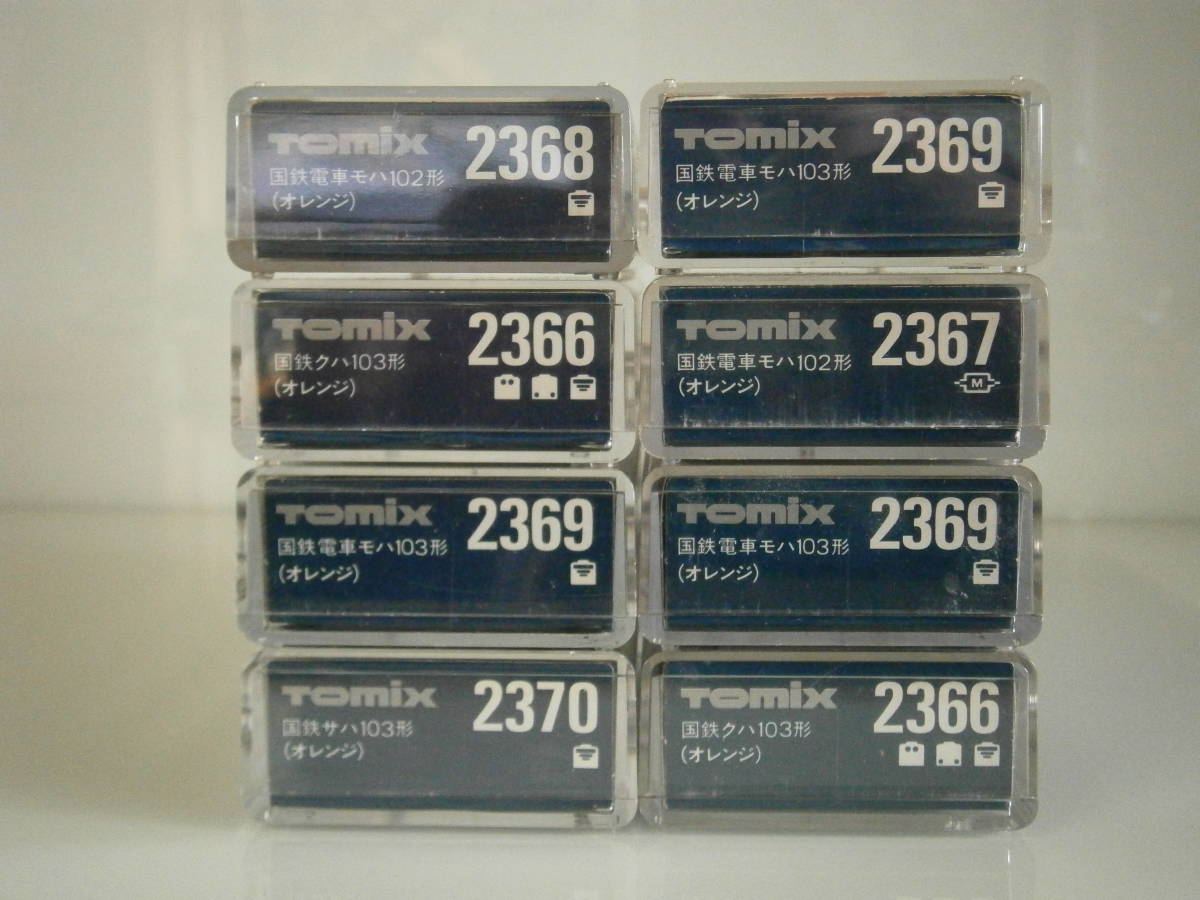 TOMIX 2368
国鉄電車モハ102形
(オレンジ)
TOMIX 2369
国鉄電車モハ103形
(オレンジ)
TOMIX 2366
国鉄クハ103形
(オレンジ)
TOMIX 2367
国鉄電車モハ102形
(オレンジ)
M
TOMIX 2369
国鉄電車モハ103形
(オレンジ)
TOMIX 2369
国鉄電車モハ103形
(オレンジ)
TOMIX 2370
国鉄サハ103形
(オレンジ)
TOMIX 2366
国鉄クハ103形
(オレンジ)